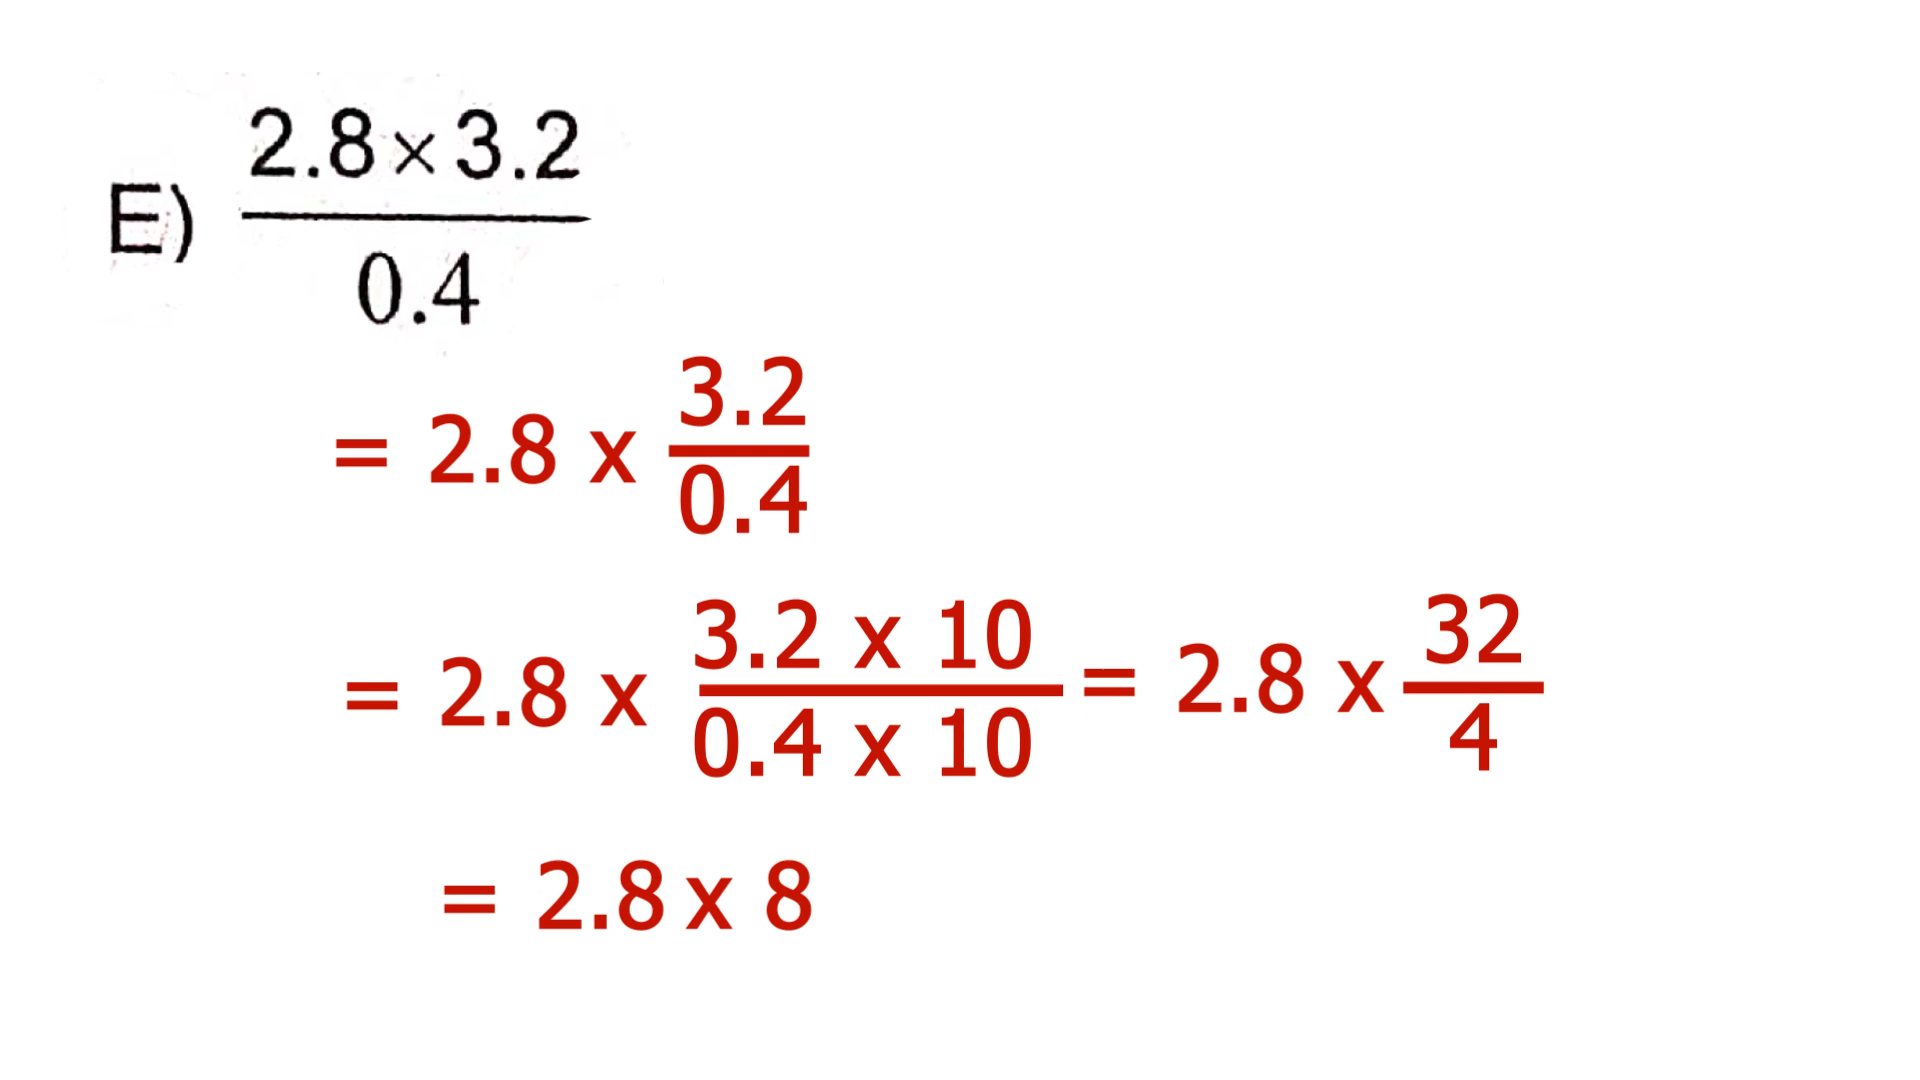 E) 2.8×3.2
0.4
= 2.8 x 3.2
0.4
= 2.8 x 3.2 x 10 = 2.8 x 32
0.4 x 10 4
= 2.8 x 8